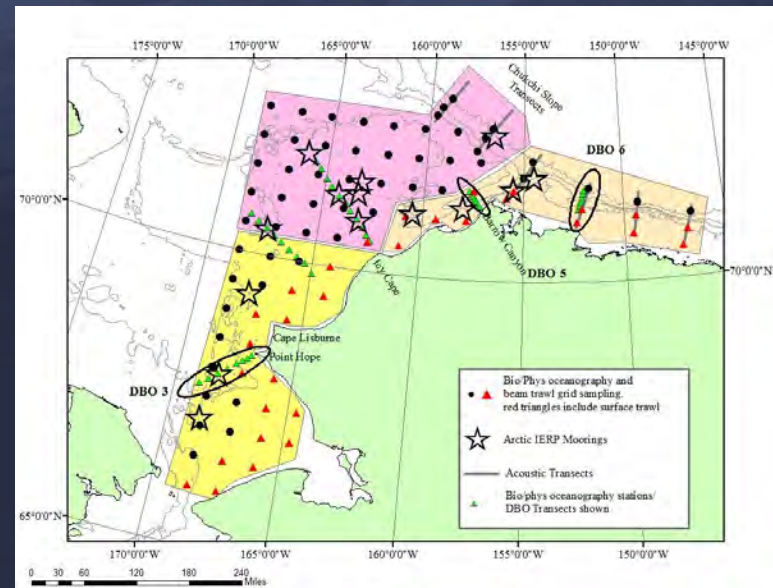 175°0'0"W
170°0'0"W
165°0'0"W
160°0'0"W
155°0'0"W
150°0'0"W
145°0'0"W
Chukchi Slope
Transects
DBO 6
70°0'0"N
Barrow Canyon
DBO 5
70°0'0"N
Icy Cape
Cape Lisburne
Point Hope
DBO 3
Bio/Phys oceanography and
beam trawl grid sampling.
red triangles include surface trawl
Arctic IERP Moorings
Acoustic Transects
Bio/phys oceanography stations/
DBO Transects shown
65°0'0"N
170°0'0"W
165°0'0"W
160°0'0"W
155°0'0"W
150°0'0"W
0 30 60 120 180 240
Miles